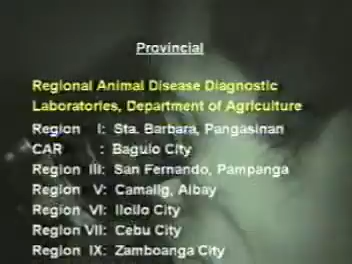 Provincial
Regional Animal Disease Diagnostic
Laboratories, Department of Agriculture
Region I: Sta. Barbara, Pangasinan
CAR : Baguio City
Region III: San Fernando, Pampanga
Region V: Camalig, Albay
Region VI: Iloilo City
Region VII: Cebu City
Region IX: Zamboanga City